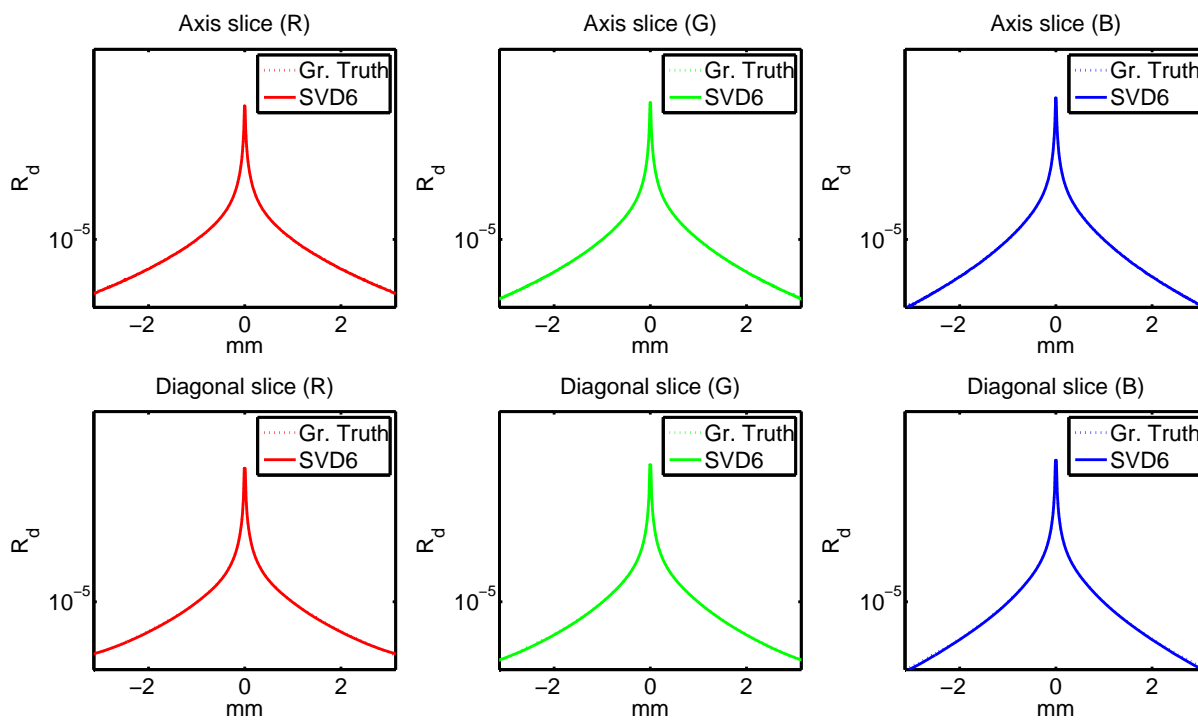 Axis slice (R)
Gr. Truth
SVD6
R_d
10^-5
−2 0 2
mm
Axis slice (G)
Gr. Truth
SVD6
R_d
10^-5
−2 0 2
mm
Axis slice (B)
Gr. Truth
SVD6
R_d
10^-5
−2 0 2
mm
Diagonal slice (R)
Gr. Truth
SVD6
R_d
10^-5
−2 0 2
mm
Diagonal slice (G)
Gr. Truth
SVD6
R_d
10^-5
−2 0 2
mm
Diagonal slice (B)
Gr. Truth
SVD6
R_d
10^-5
−2 0 2
mm